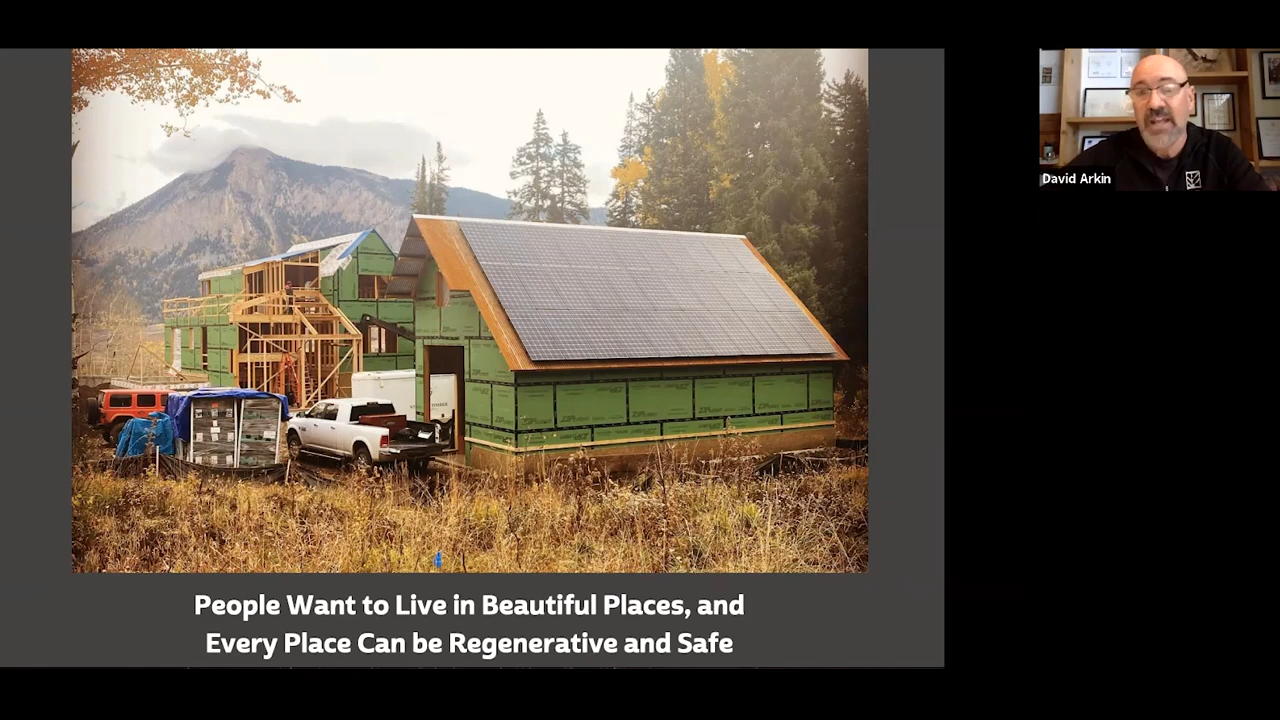 People Want to Live in Beautiful Places, and
Every Place Can be Regenerative and Safe
David Arkin